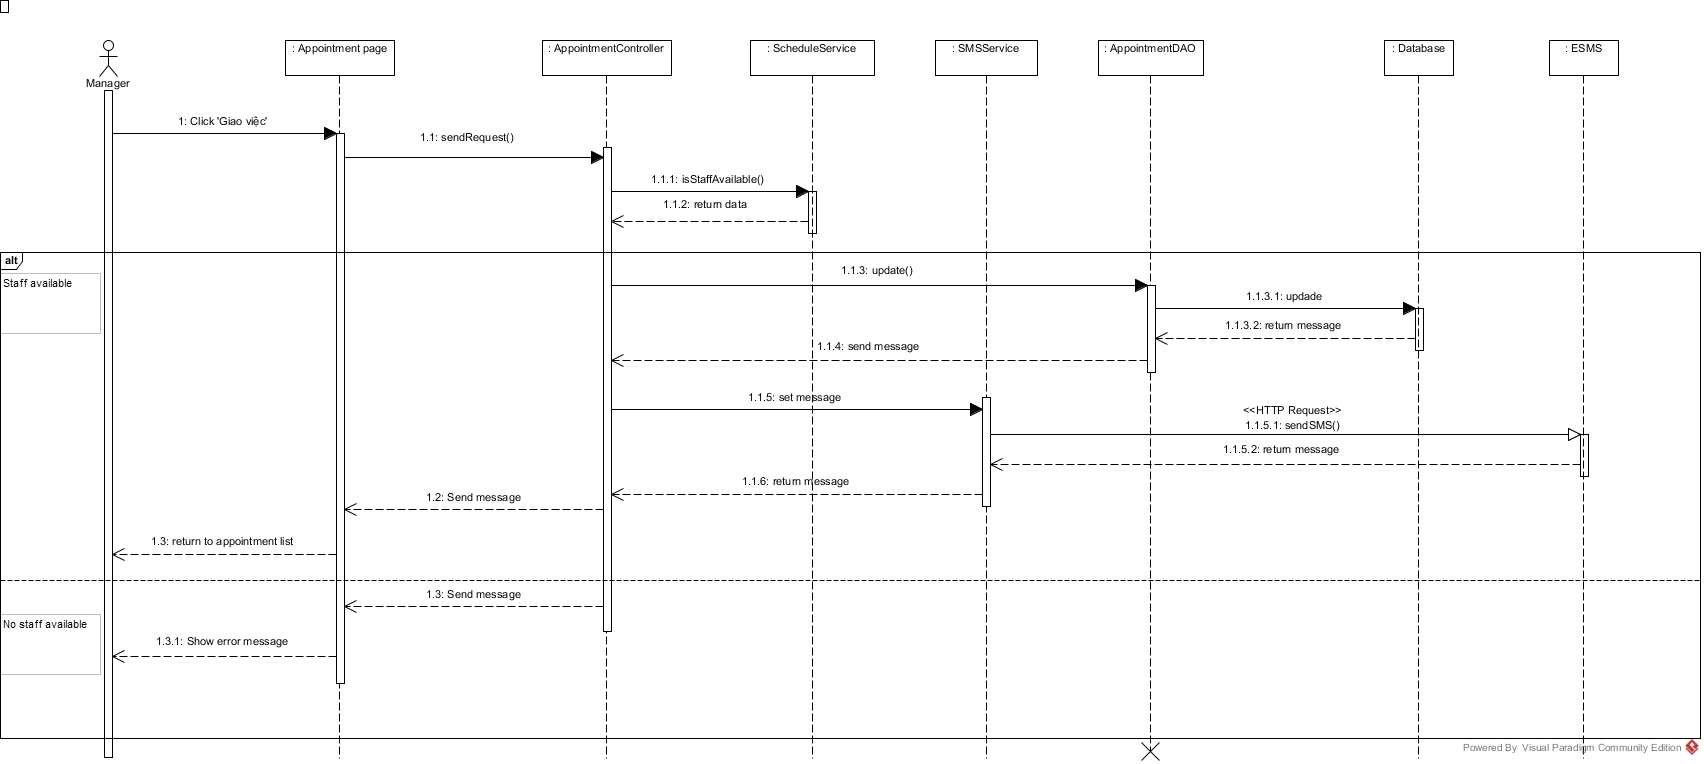 : Appointment page
: AppointmentController
: ScheduleService
: SMSService
: AppointmentDAO
: Database
: ESMS
Manager
1: Click 'Giao việc'
1.1: sendRequest()
1.1.1: isStaffAvailable()
1.1.2: return data
alt
Staff available
1.1.3: update()
1.1.3.1: updade
1.1.3.2: return message
1.1.4: send message
1.1.5: set message
<<HTTP Request>>
1.1.5.1: sendSMS()
1.1.5.2: return message
1.1.6: return message
1.2: Send message
1.3: return to appointment list
1.3: Send message
No staff available
1.3.1: Show error message
Powered By Visual Paradigm Community Edition